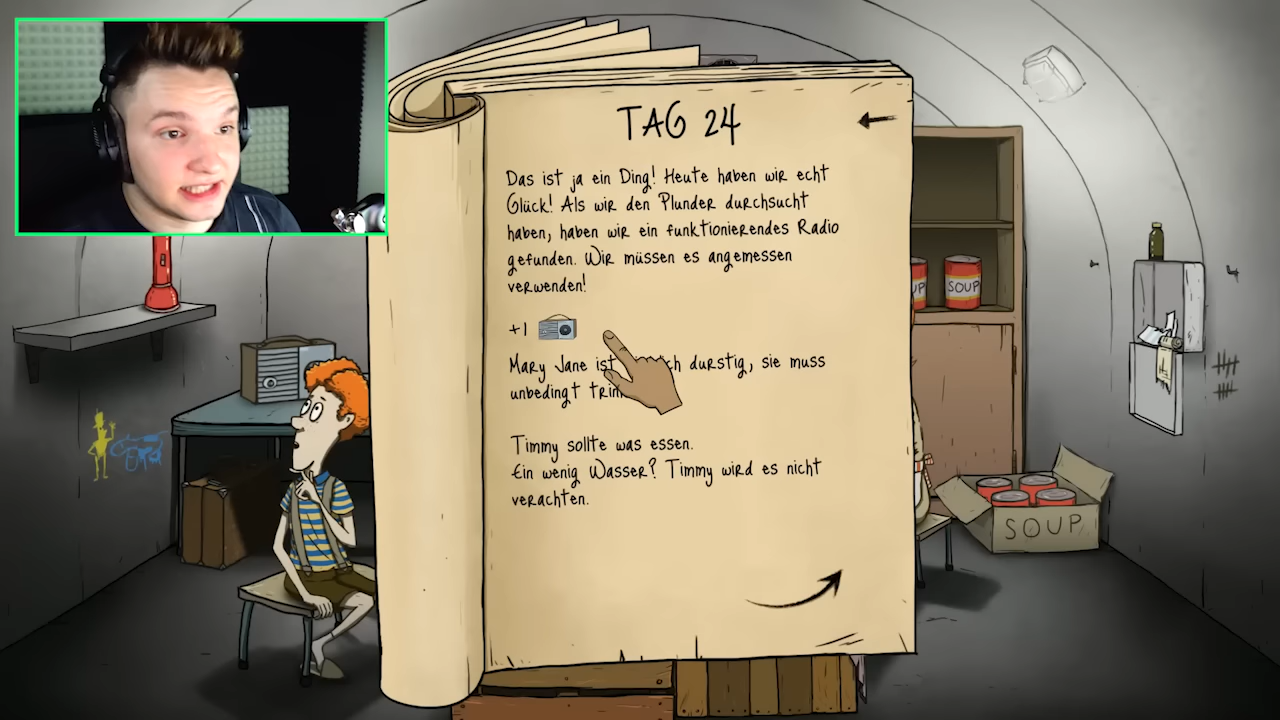 TAG 24
Das ist ja ein Ding! Heute haben wir echt
Glück! Als wir den Plunder durchsucht
haben, haben wir ein funktionierendes Radio
gefunden. Wir müssen es angemessen
verwenden!
+1
Mary Jane ist durstig, sie muss
unbedingt
Timmy sollte was essen.
Ein wenig Wasser? Timmy wird es nicht
verachten.
SOUP
SOUP